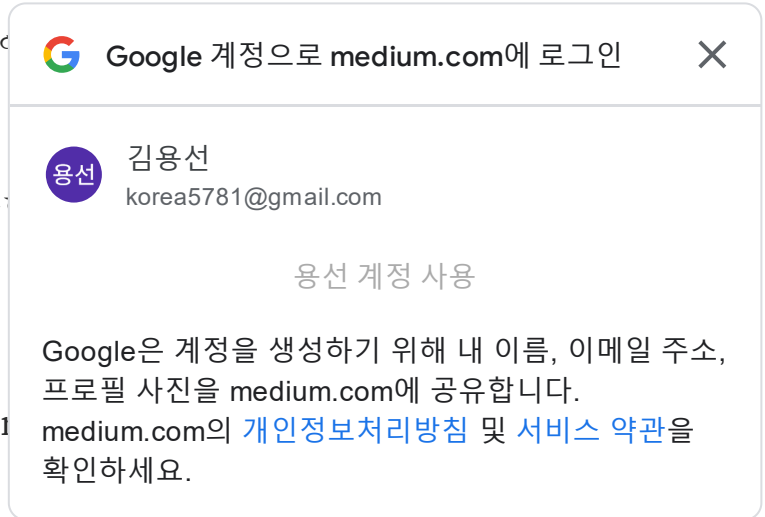 Google 계정으로 medium.com에 로그인
용선
김용선
korea5781@gmail.com
용선 계정 사용
Google은 계정을 생성하기 위해 내 이름, 이메일 주소,
프로필 사진을 medium.com에 공유합니다.
medium.com의 개인정보처리방침 및 서비스 약관을
확인하세요.